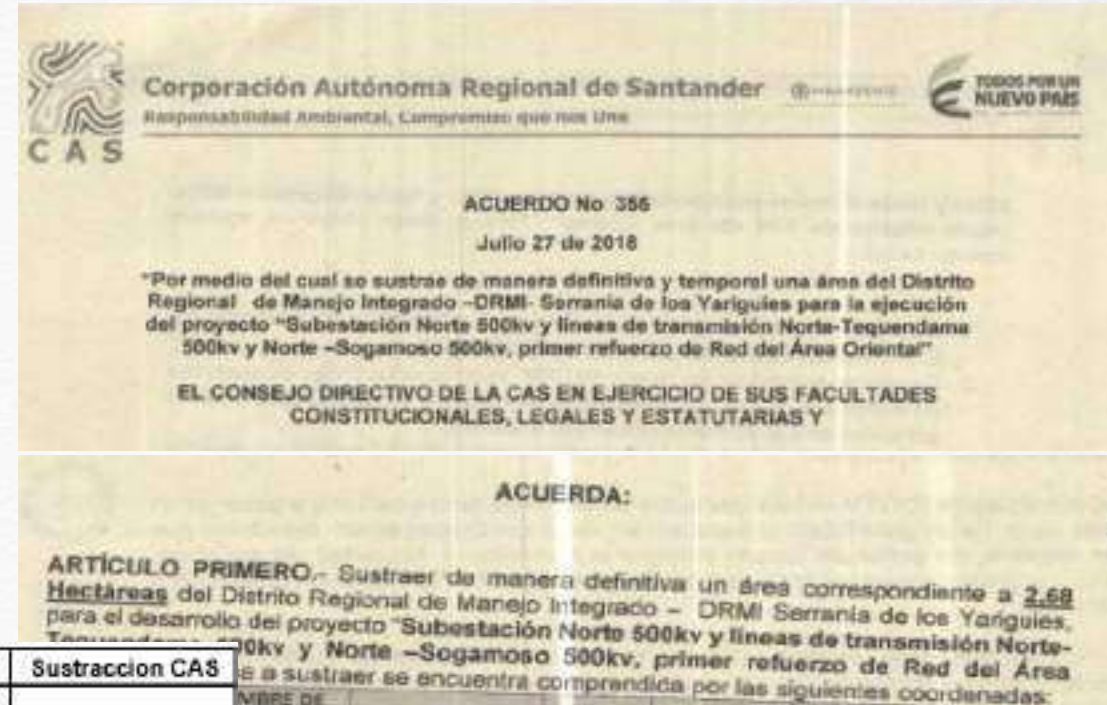 CAS
Corporación Autónoma Regional de Santander
Responsabilidad Ambiental, Compromiso que nos Une
TODOS POR UN
NUEVO PAÍS
ACUERDO No 356
Julio 27 de 2018
"Por medio del cual se sustrae de manera definitiva y temporal una área del Distrito
Regional de Manejo Integrado –DRMI- Serranía de los Yariguies para la ejecución
del proyecto "Subestación Norte 500kv y líneas de transmisión Norte-Tequendama
500kv y Norte –Sogamoso 500kv, primer refuerzo de Red del Área Oriental"
EL CONSEJO DIRECTIVO DE LA CAS EN EJERCICIO DE SUS FACULTADES
CONSTITUCIONALES, LEGALES Y ESTATUTARIAS Y
ACUERDA:
ARTÍCULO PRIMERO.- Sustraer de manera definitiva un área correspondiente a 2,68
Hectáreas del Distrito Regional de Manejo Integrado – DRMI Serranía de los Yariguies,
para el desarrollo del proyecto "Subestación Norte 500kv y líneas de transmisión Norte-
Tequendama 500kv y Norte –Sogamoso 500kv, primer refuerzo de Red del Área
a sustraer se encuentra comprendida por las siguientes coordenadas:
Sustraccion CAS